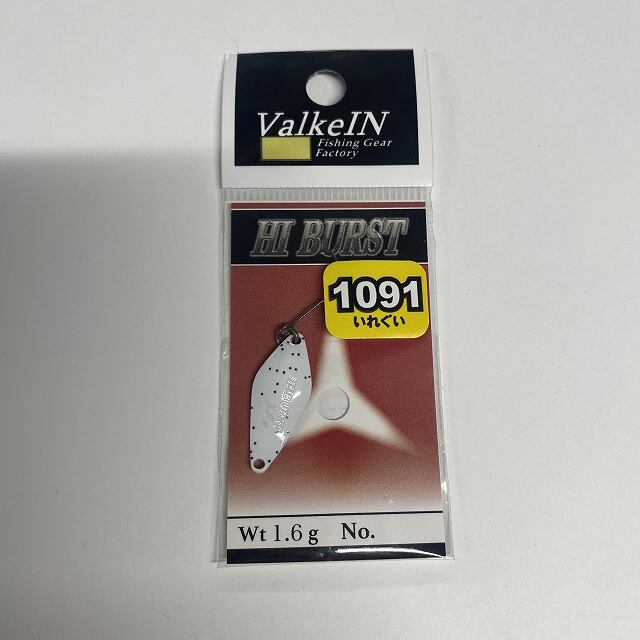 ValkeIN
Fishing Gear
Factory
HI BURST
1091
いれぐい
Wt 1.6 g No.